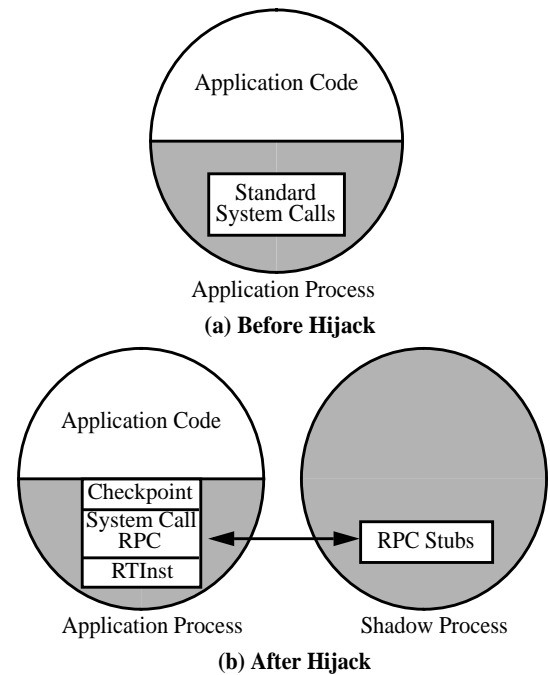 Application Code
Standard
System Calls
Application Process
(a) Before Hijack
Application Code
Checkpoint
System Call
RPC
RTInst
RPC Stubs
Application Process
Shadow Process
(b) After Hijack